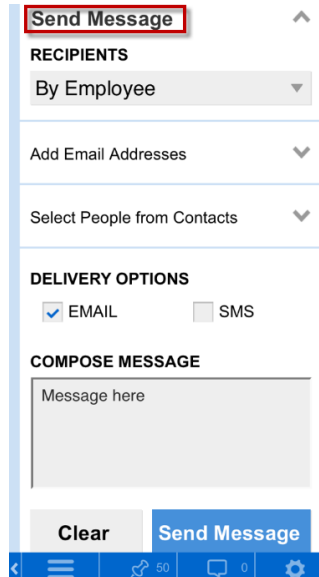 Send Message
RECIPIENTS
By Employee
Add Email Addresses
Select People from Contacts
DELIVERY OPTIONS
EMAIL SMS
COMPOSE MESSAGE
Message here
Clear Send Message
50 0